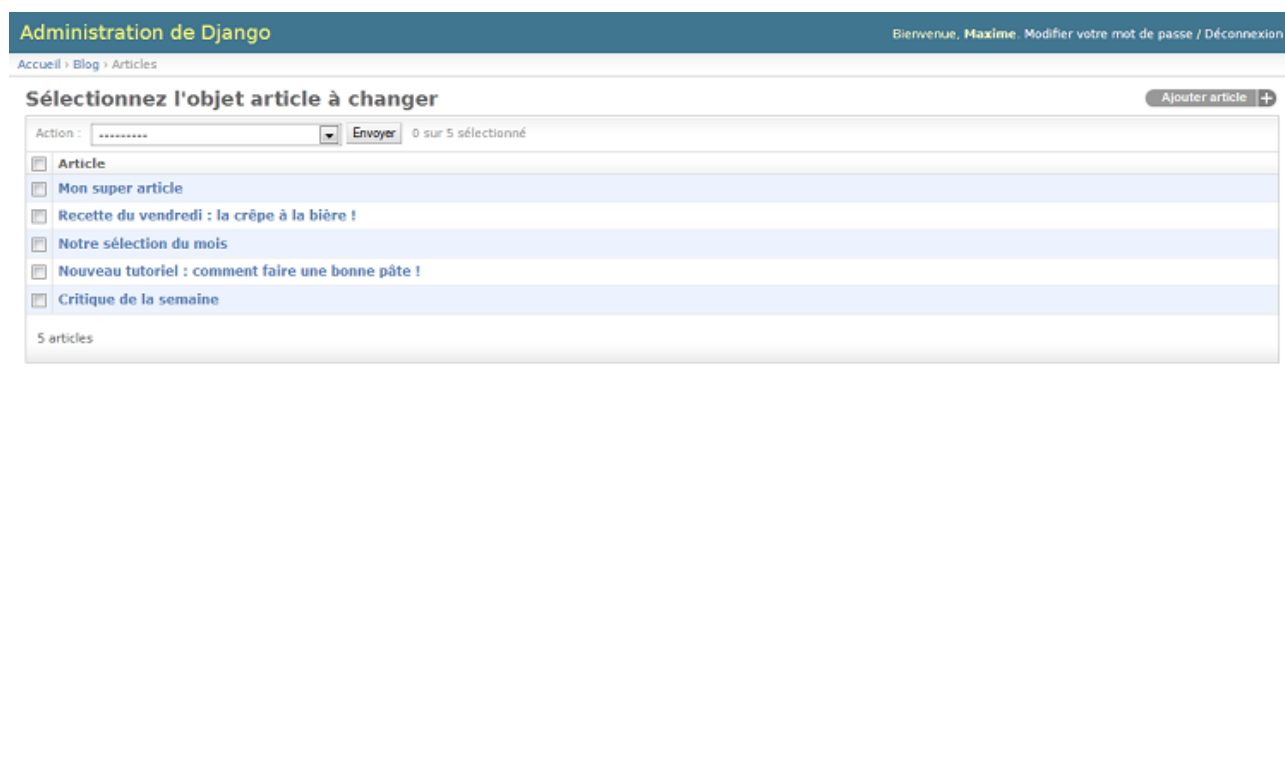 Administration de Django
Bienvenue, Maxime. Modifier votre mot de passe / Déconnexion
Accueil › Blog › Articles
Sélectionnez l'objet article à changer
Ajouter article +
Action : --------- Envoyer 0 sur 5 sélectionné
Article
Mon super article
Recette du vendredi : la crêpe à la bière !
Notre sélection du mois
Nouveau tutoriel : comment faire une bonne pâte !
Critique de la semaine
5 articles